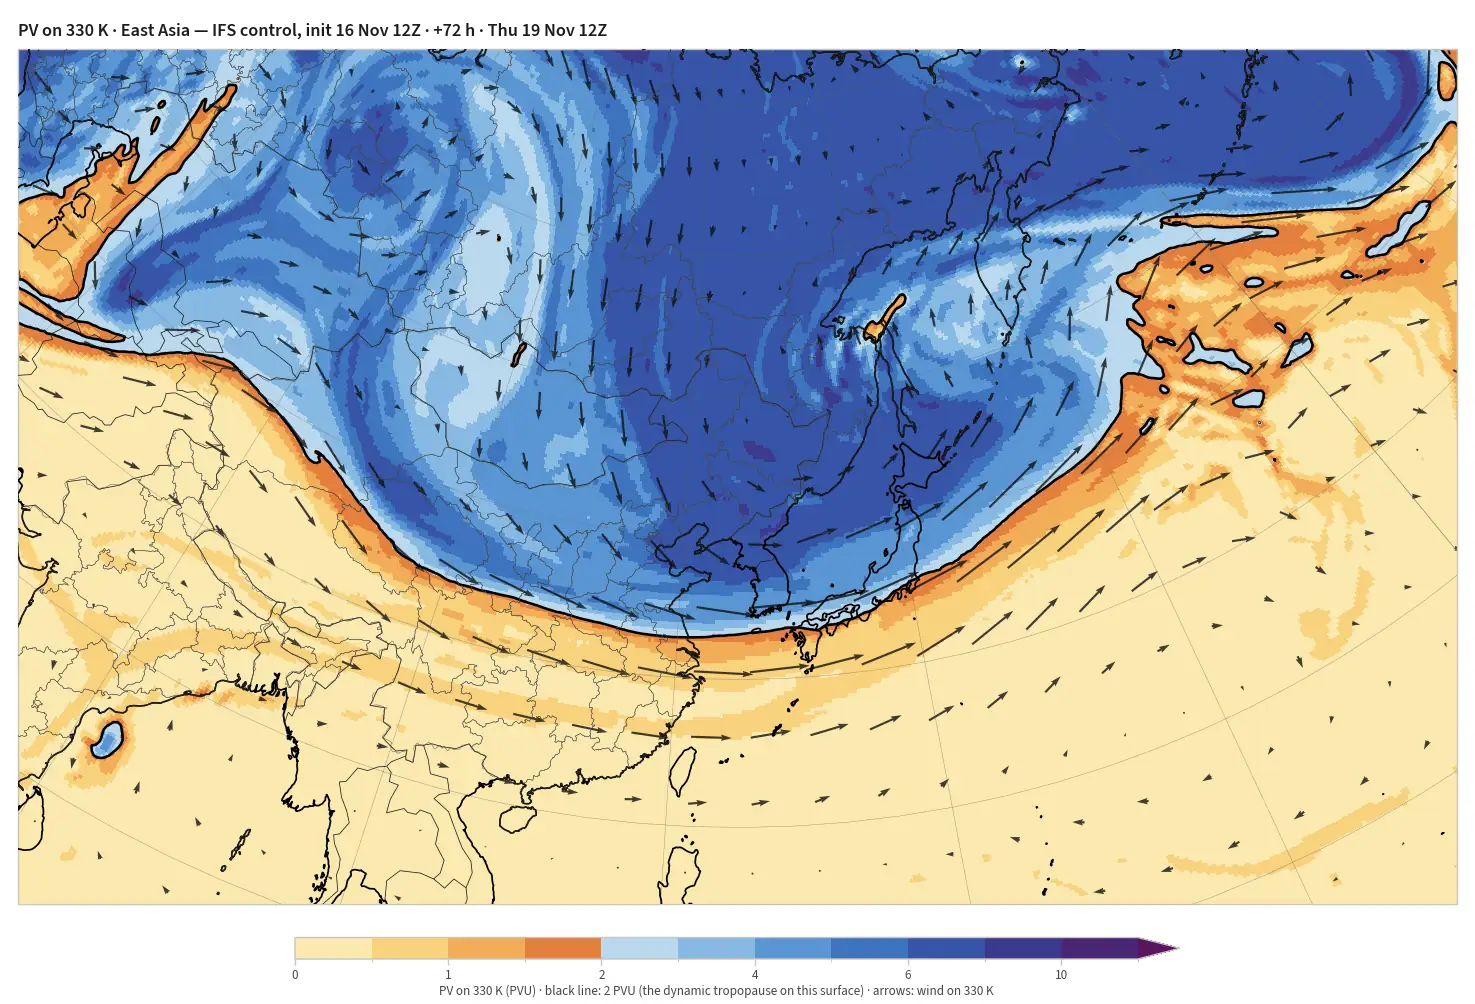 PV on 330 K · East Asia — IFS control, init 16 Nov 12Z · +72 h · Thu 19 Nov 12Z
0 1 2 4 6 10
PV on 330 K (PVU) · black line: 2 PVU (the dynamic tropopause on this surface) · arrows: wind on 330 K